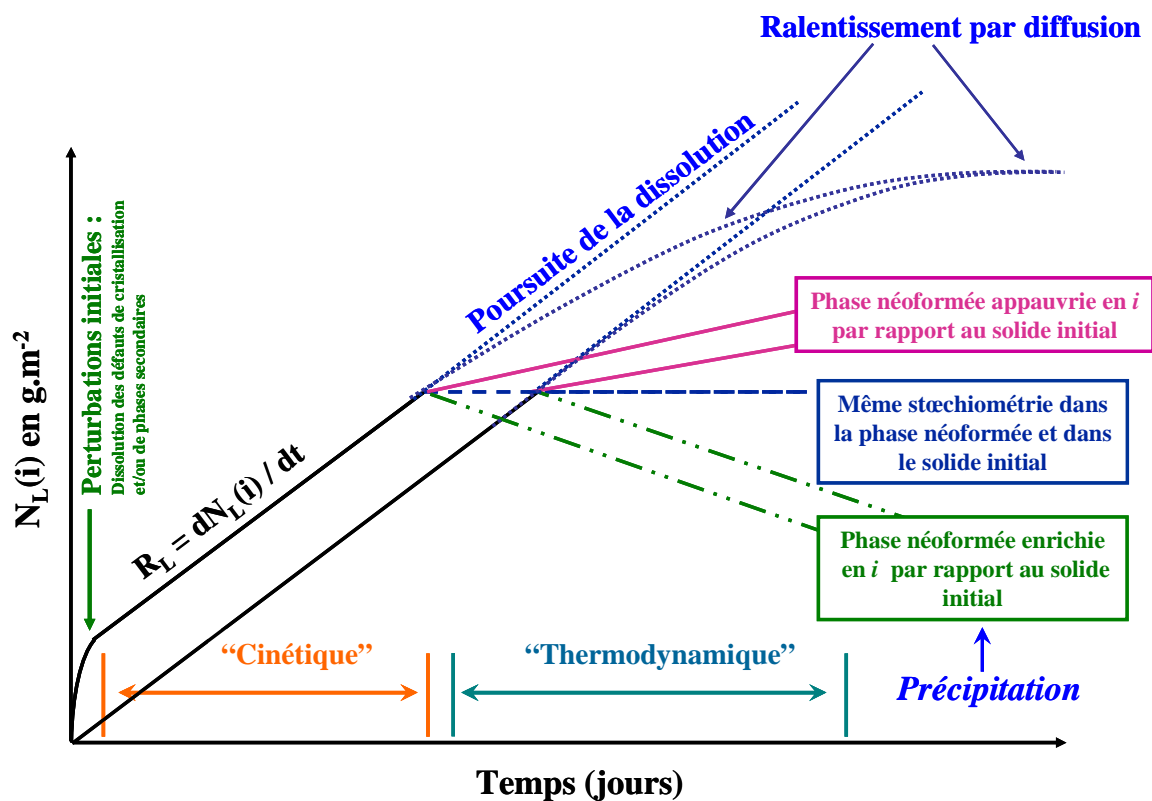 Ralentissement par diffusion
Poursuite de la dissolution
Perturbations initiales :
Dissolution des défauts de cristallisation
et/ou de phases secondaires
N_L(i) en g.m⁻²
R_L = dN_L(i) / dt
Phase néoformée appauvrie en i
par rapport au solide initial
Même stœchiométrie dans
la phase néoformée et dans
le solide initial
Phase néoformée enrichie
en i par rapport au solide
initial
“Cinétique”
“Thermodynamique”
Précipitation
Temps (jours)